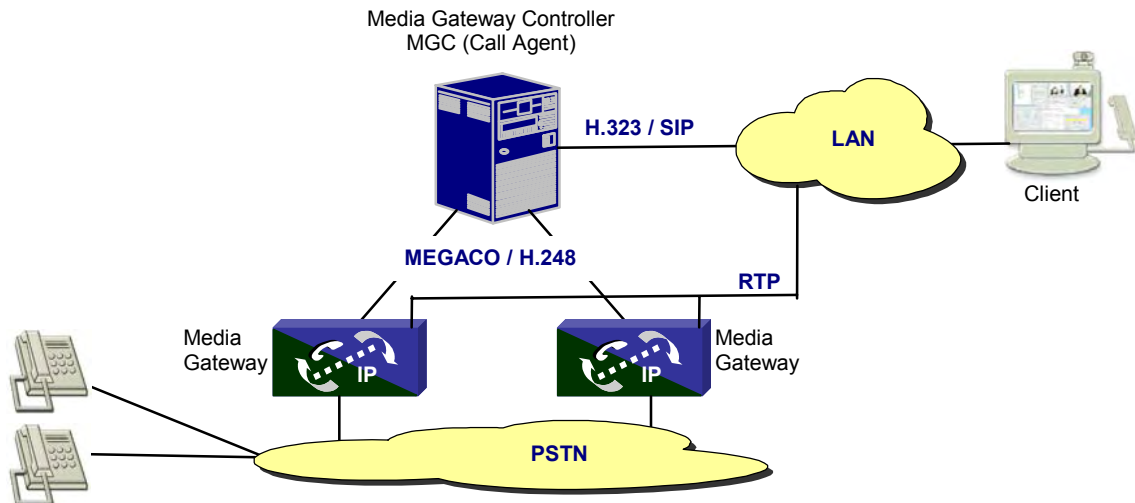 Media Gateway Controller
MGC (Call Agent)
H.323 / SIP
LAN
Client
MEGACO / H.248
RTP
Media
Gateway
IP
IP
Media
Gateway
PSTN